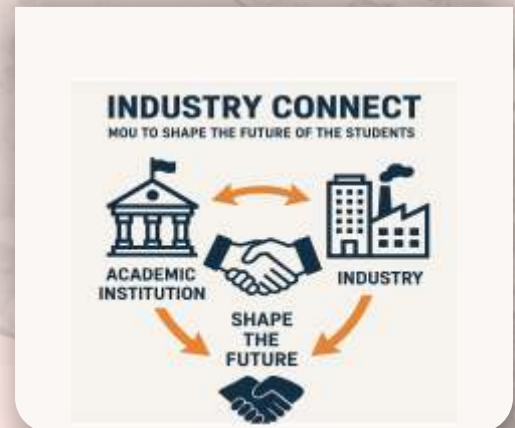 INDUSTRY CONNECT
MOU TO SHAPE THE FUTURE OF THE STUDENTS
ACADEMIC
INSTITUTION
INDUSTRY
SHAPE
THE
FUTURE